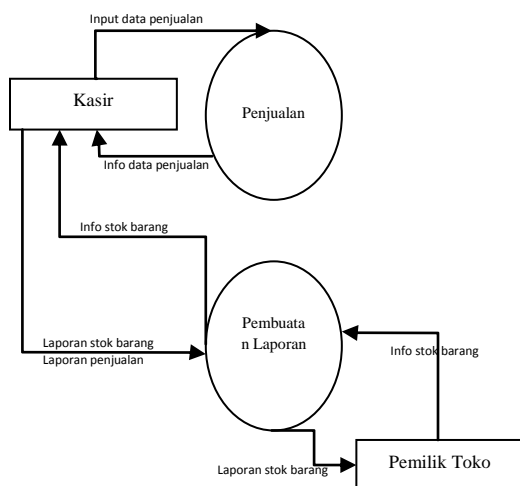 Input data penjualan
Kasir
Penjualan
Info data penjualan
Info stok barang
Pembuata
n Laporan
Laporan stok barang
Laporan penjualan
Info stok barang
Laporan stok barang
Pemilik Toko